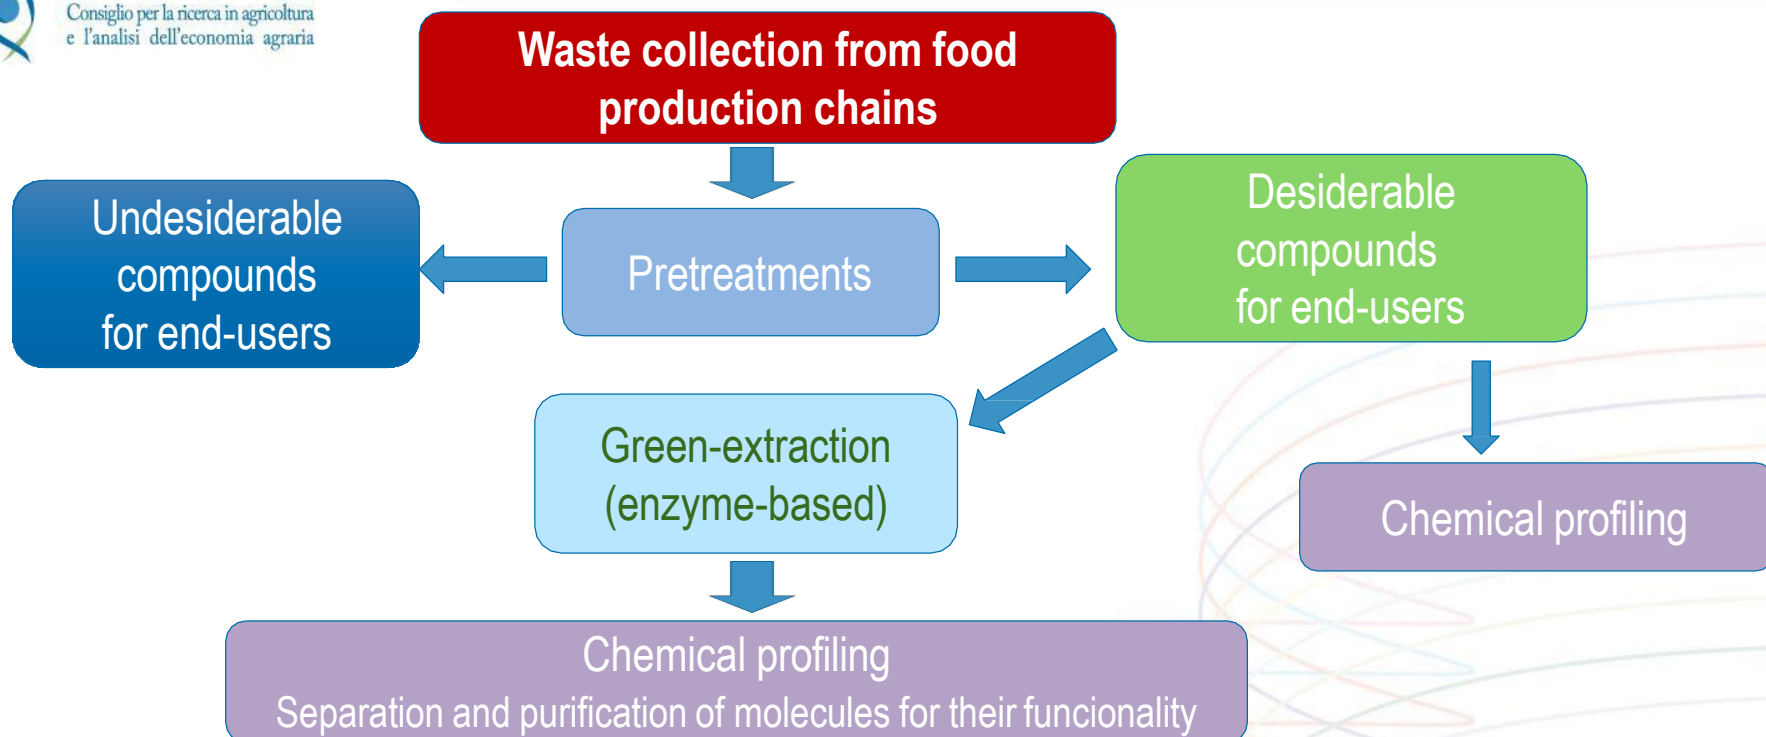 Consiglio per la ricerca in agricoltura
e l'analisi dell'economia agraria
Waste collection from food
production chains
Undesiderable
compounds
for end-users
Pretreatments
Desiderable
compounds
for end-users
Green-extraction
(enzyme-based)
Chemical profiling
Chemical profiling
Separation and purification of molecules for their funcionality